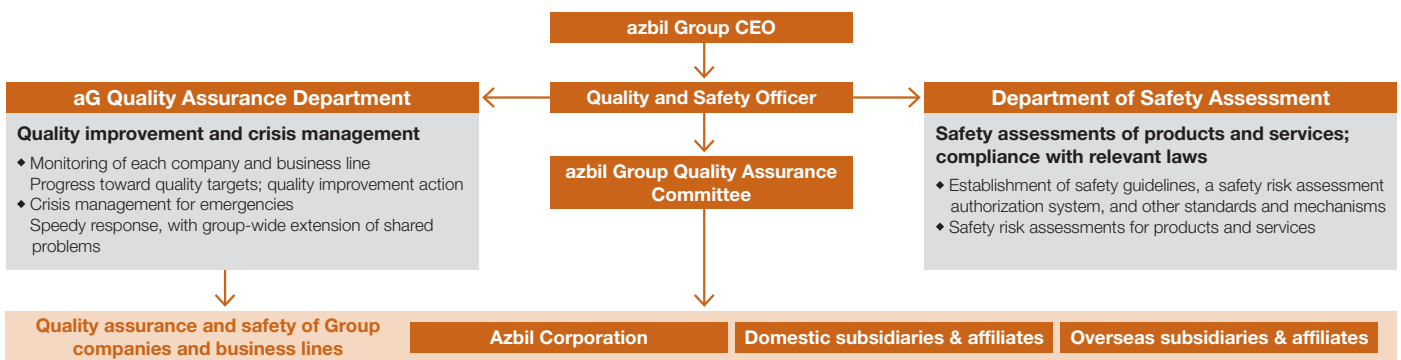 azbil Group CEO
aG Quality Assurance Department
Quality improvement and crisis management
◆ Monitoring of each company and business line
Progress toward quality targets; quality improvement action
◆ Crisis management for emergencies
Speedy response, with group-wide extension of shared
problems
Quality and Safety Officer
azbil Group Quality Assurance
Committee
Department of Safety Assessment
Safety assessments of products and services;
compliance with relevant laws
◆ Establishment of safety guidelines, a safety risk assessment
authorization system, and other standards and mechanisms
◆ Safety risk assessments for products and services
Quality assurance and safety of Group
companies and business lines
Azbil Corporation
Domestic subsidiaries & affiliates
Overseas subsidiaries & affiliates